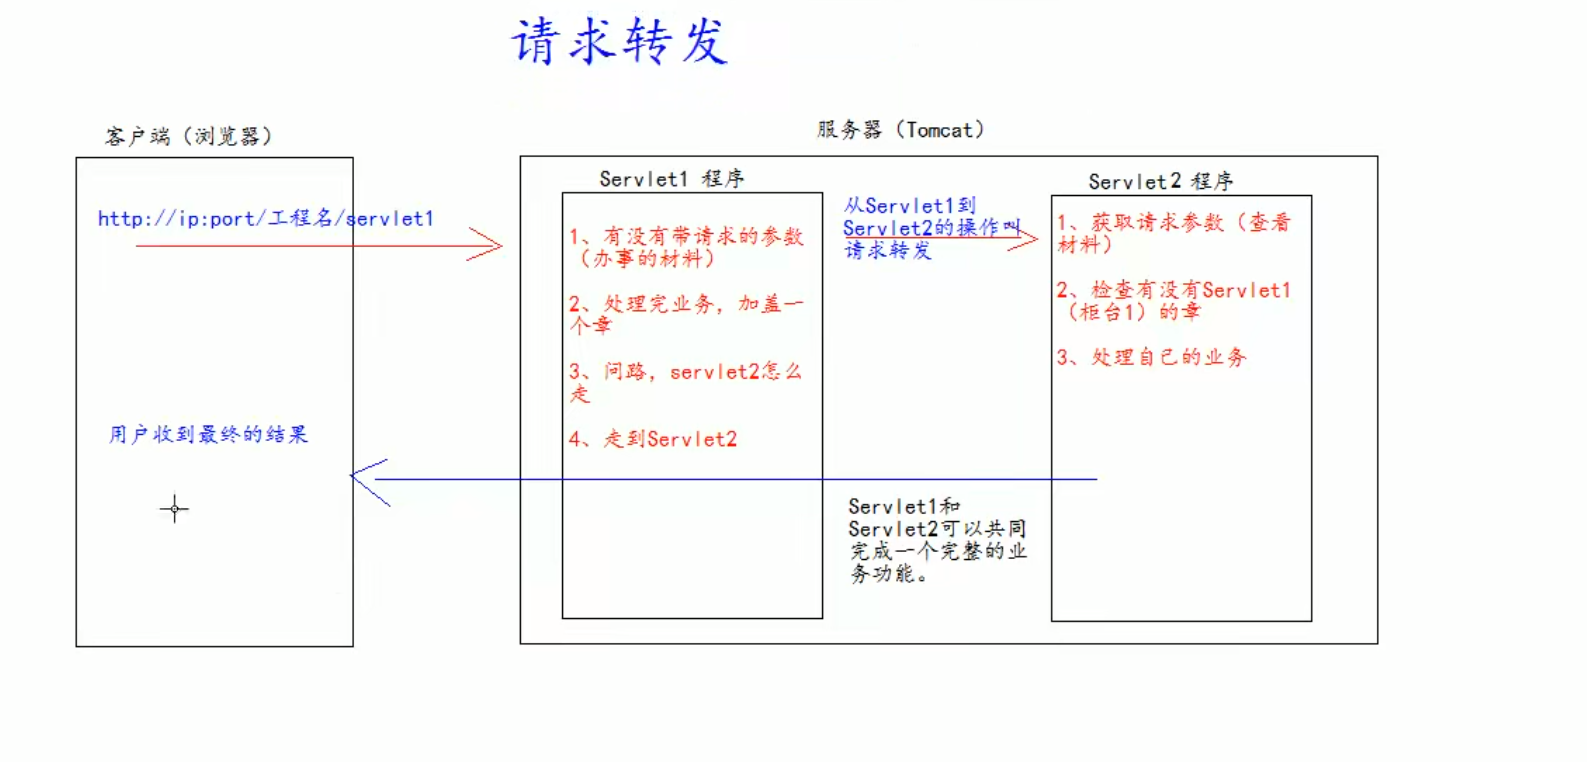 请求转发
客户端（浏览器）
http://ip:port/工程名/servlet1
用户收到最终的结果
服务器（Tomcat）
Servlet1 程序
1、有没有带请求的参数
（办事的材料）
2、处理完业务，加盖一
个章
3、问路，servlet2怎么
走
4、走到Servlet2
从Servlet1到
Servlet2的操作叫
请求转发
Servlet1和
Servlet2可以共同
完成一个完整的业
务功能。
Servlet2 程序
1、获取请求参数（查看
材料）
2、检查有没有Servlet1
（柜台1）的章
3、处理自己的业务